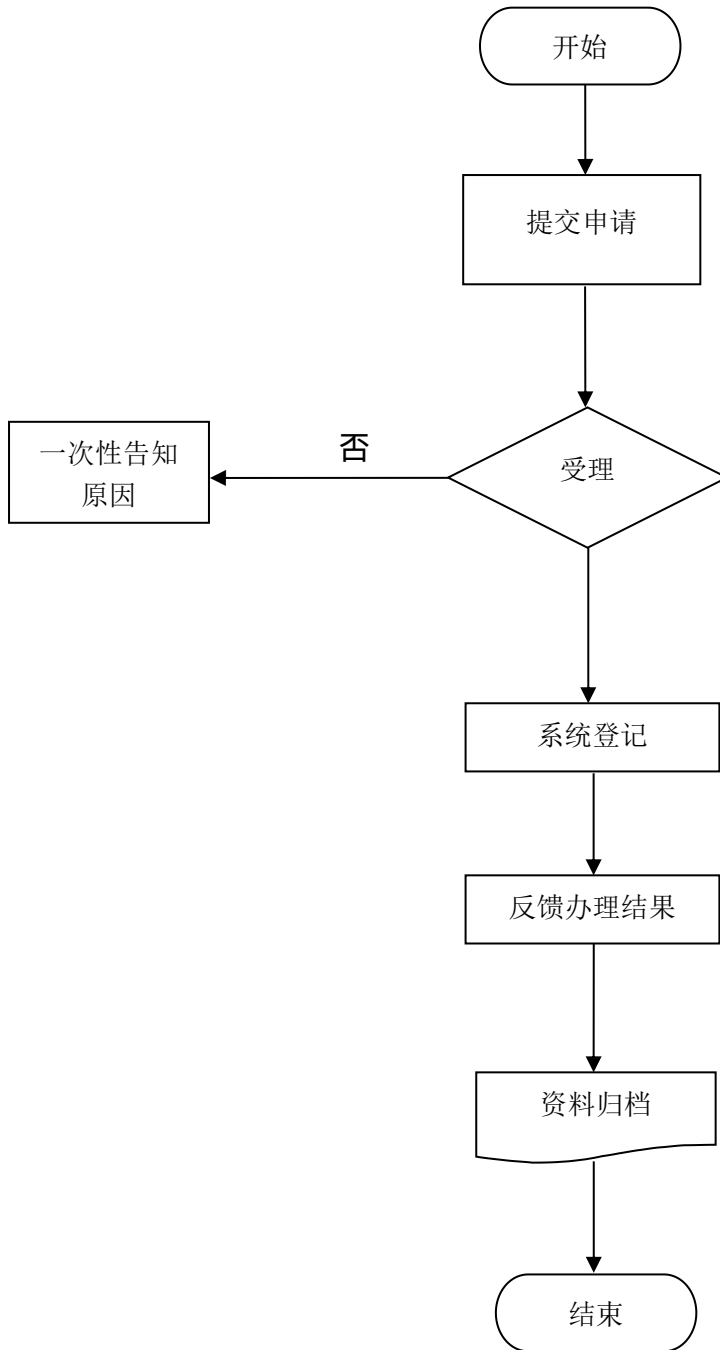 开始
提交申请
受理
否
一次性告知
原因
系统登记
反馈办理结果
资料归档
结束